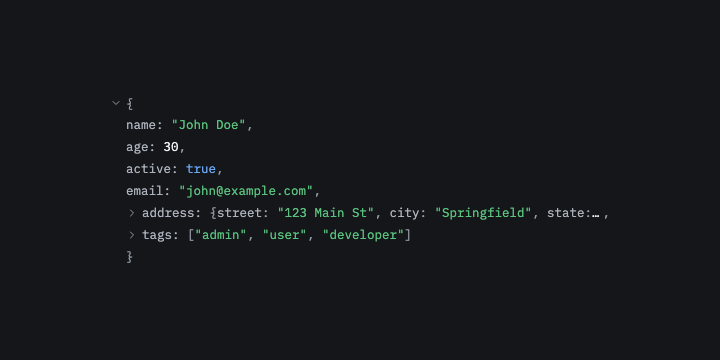 {
name: "John Doe",
age: 30,
active: true,
email: "john@example.com",
address: {street: "123 Main St", city: "Springfield", state:… ,
tags: ["admin", "user", "developer"]
}